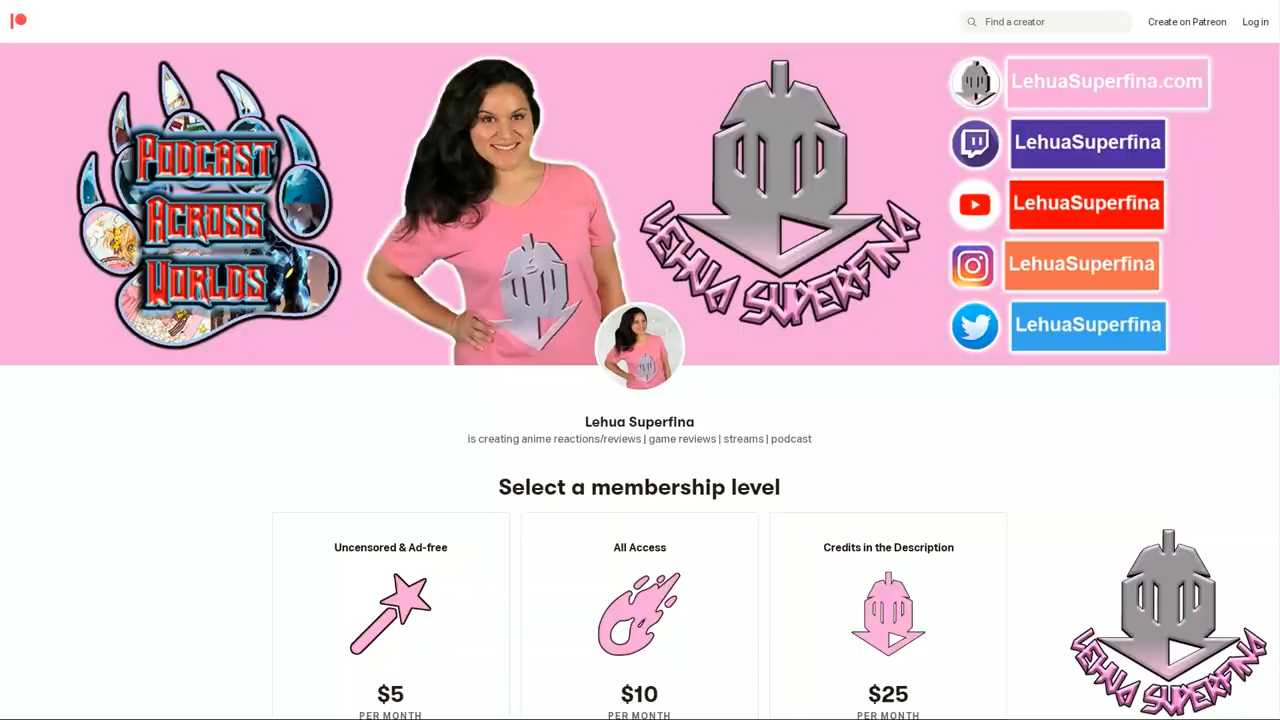 Find a creator
Create on Patreon
Log in
PODCAST
ACROSS
WORLDS
LEHUA SUPERFINA
LehuaSuperfina.com
LehuaSuperfina
LehuaSuperfina
LehuaSuperfina
LehuaSuperfina
Lehua Superfina
is creating anime reactions/reviews | game reviews | streams | podcast
Select a membership level
Uncensored & Ad-free
All Access
Credits in the Description
$5
$10
$25
PER MONTH
PER MONTH
PER MONTH
LEHUA SUPERFINA